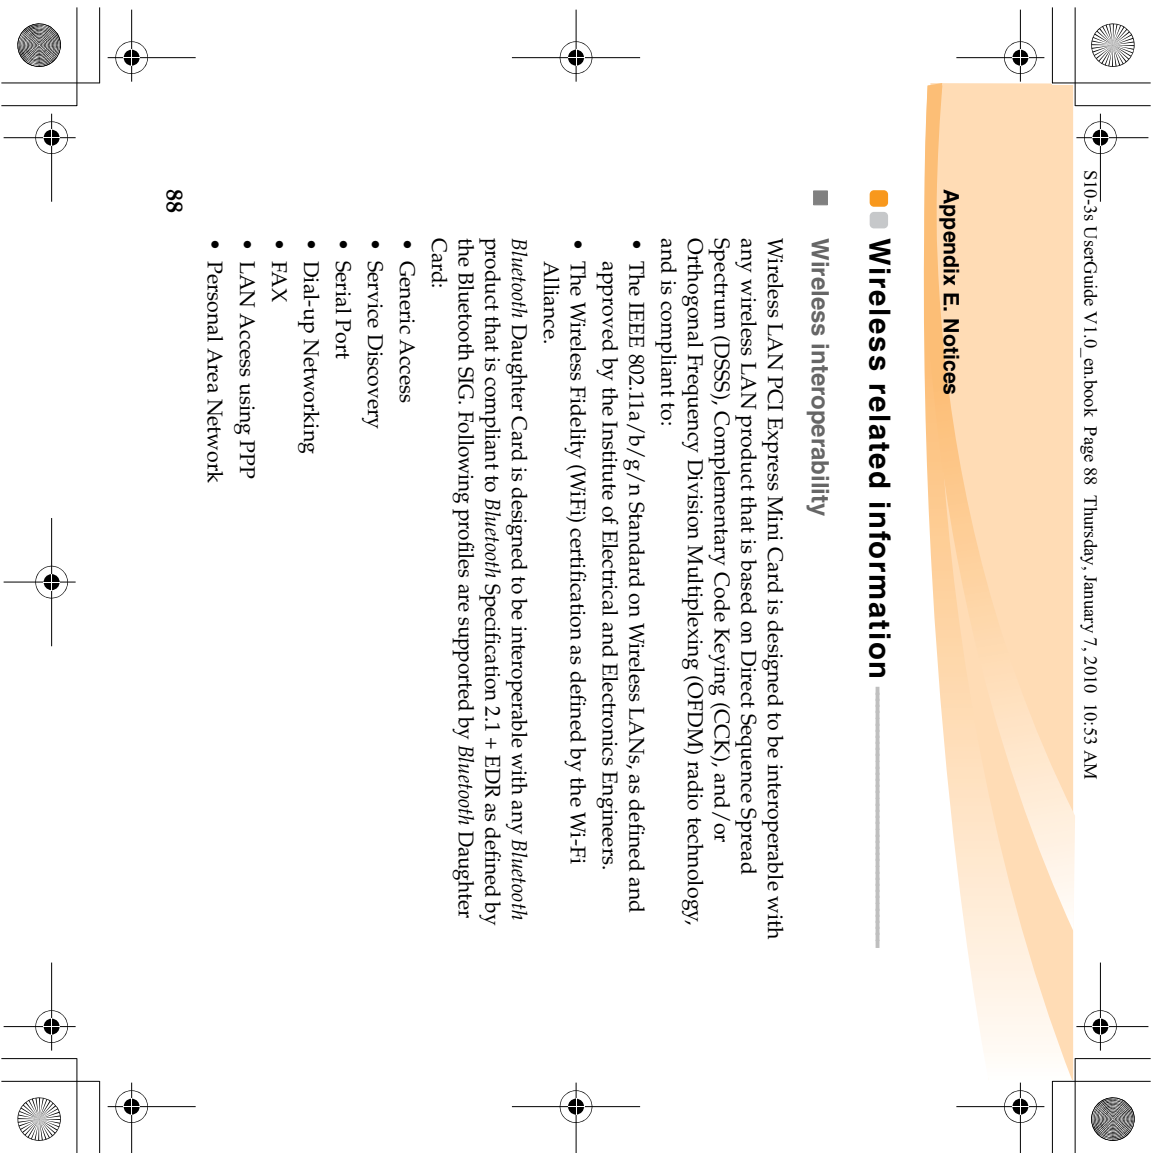 S10-3s UserGuide V1.0_en.book Page 88 Thursday, January 7, 2010 10:53 AM
Appendix E. Notices
Wireless related information
Wireless interoperability
Wireless LAN PCI Express Mini Card is designed to be interoperable with
any wireless LAN product that is based on Direct Sequence Spread
Spectrum (DSSS), Complementary Code Keying (CCK), and/or
Orthogonal Frequency Division Multiplexing (OFDM) radio technology,
and is compliant to:
• The IEEE 802.11a/b/g/n Standard on Wireless LANs, as defined and
approved by the Institute of Electrical and Electronics Engineers.
• The Wireless Fidelity (WiFi) certification as defined by the Wi-Fi
Alliance.
Bluetooth Daughter Card is designed to be interoperable with any Bluetooth
product that is compliant to Bluetooth Specification 2.1 + EDR as defined by
the Bluetooth SIG. Following profiles are supported by Bluetooth Daughter
Card:
• Generic Access
• Service Discovery
• Serial Port
• Dial-up Networking
• FAX
• LAN Access using PPP
• Personal Area Network
88